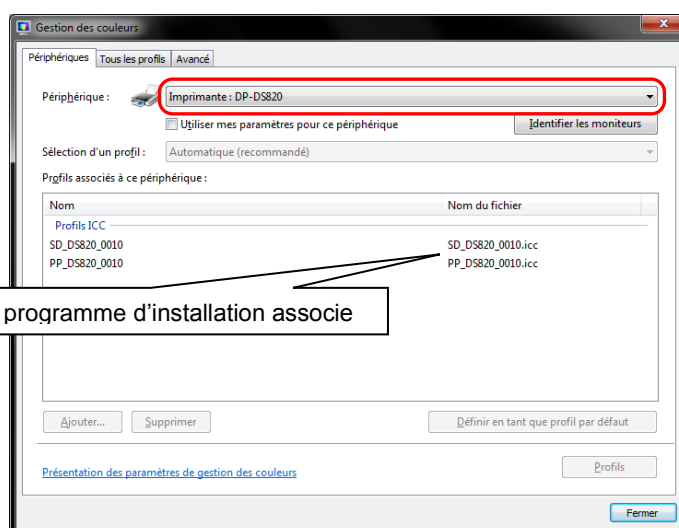 Gestion des couleurs
Périphériques Tous les profils Avancé
Périphérique : Imprimante : DP-DS820
Utiliser mes paramètres pour ce périphérique Identifier les moniteurs
Sélection d'un profil : Automatique (recommandé)
Profils associés à ce périphérique :
Nom Nom du fichier
Profils ICC
SD_DS820_0010 SD_DS820_0010.icc
PP_DS820_0010 PP_DS820_0010.icc
programme d’installation associe
Ajouter... Supprimer Définir en tant que profil par défaut
Présentation des paramètres de gestion des couleurs Profils
Fermer